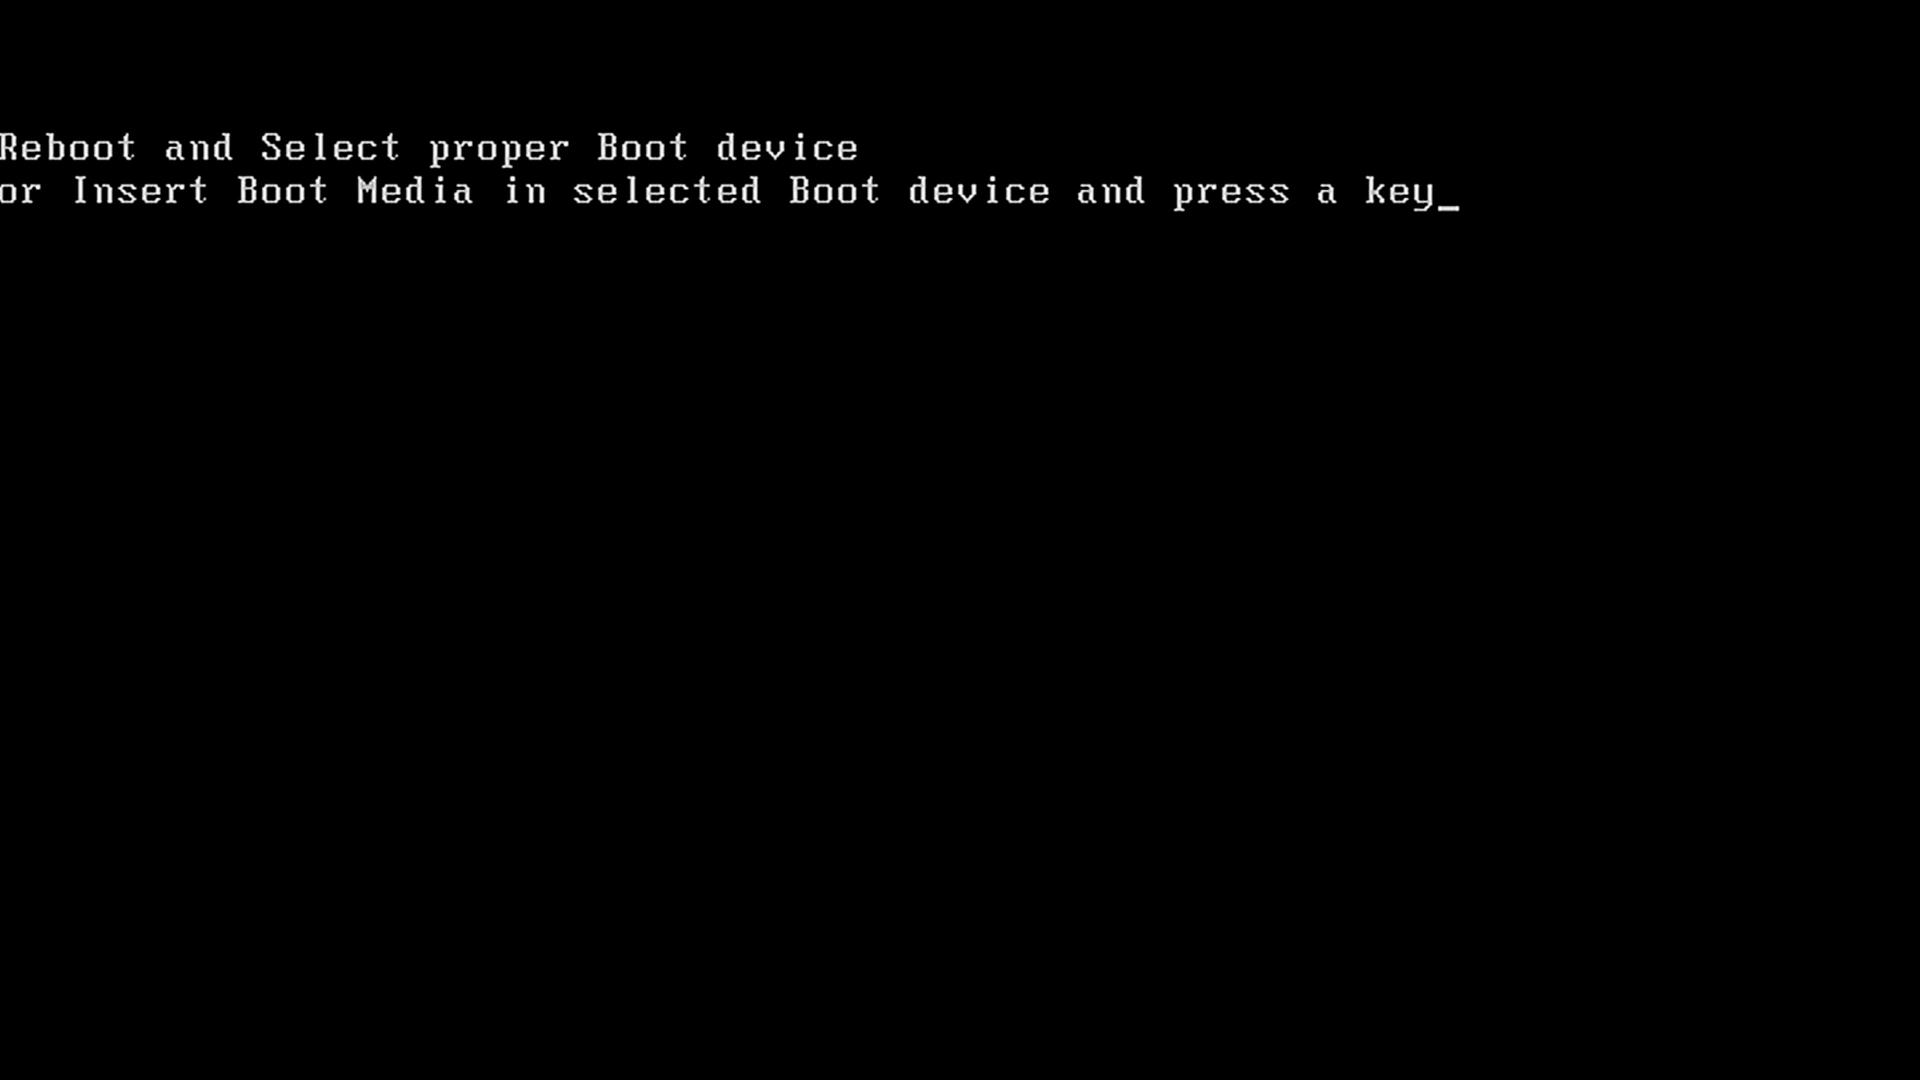 Reboot and Select proper Boot device
or Insert Boot Media in selected Boot device and press a key_